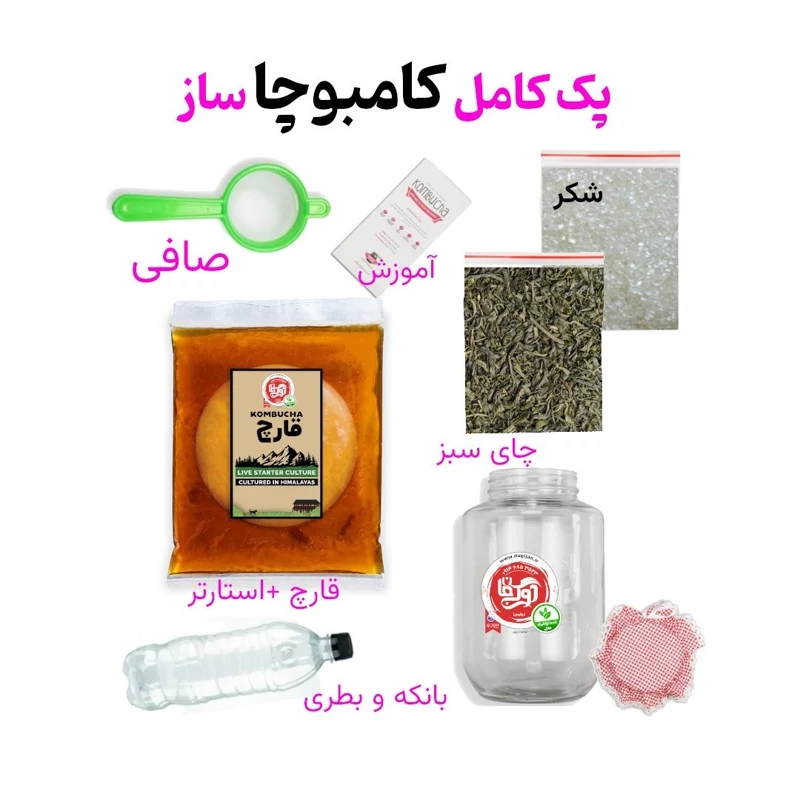 پک کامل کامبوچا ساز
صافی
KOMBUCHA
آموزش
شکر
چای سبز
KOMBUCHA
قارچ
LIVE STARTER CULTURE
CULTURED IN HIMALAYAS
قارچ +استارتر
بانکه و بطری